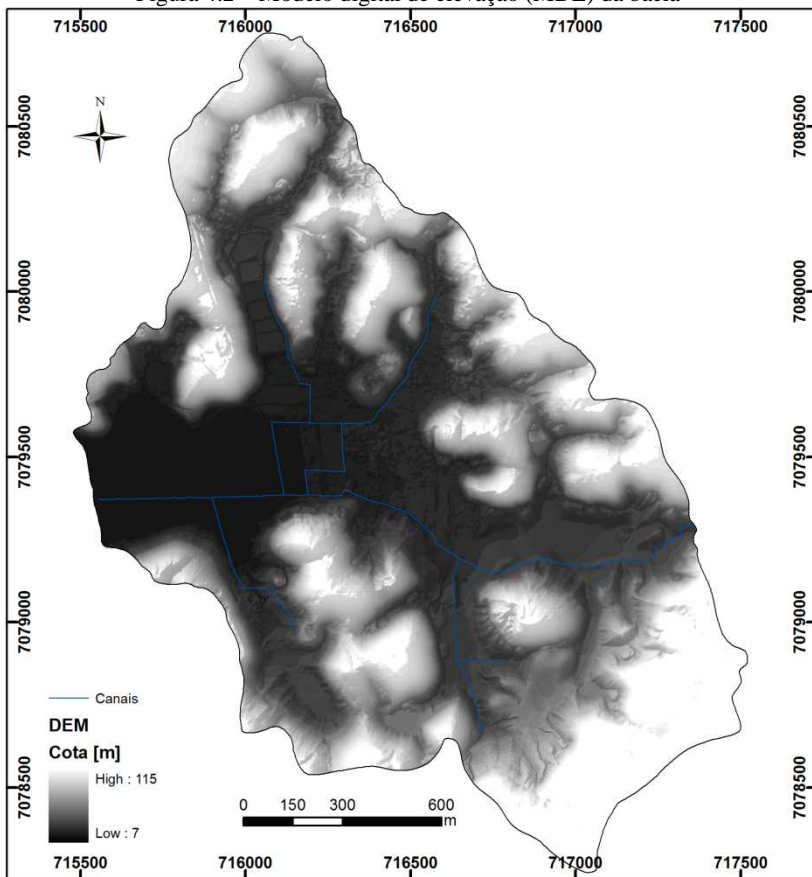 Figura 4.2 – Modelo digital de elevação (MDE) da bacia
715500 716000 716500 717000 717500
N
7080500 7080500
7080000 7080000
7079500 7079500
7079000 7079000
7078500 7078500
Canais
DEM
Cota [m]
High : 115
Low : 7
0 150 300 600
m
715500 716000 716500 717000 717500